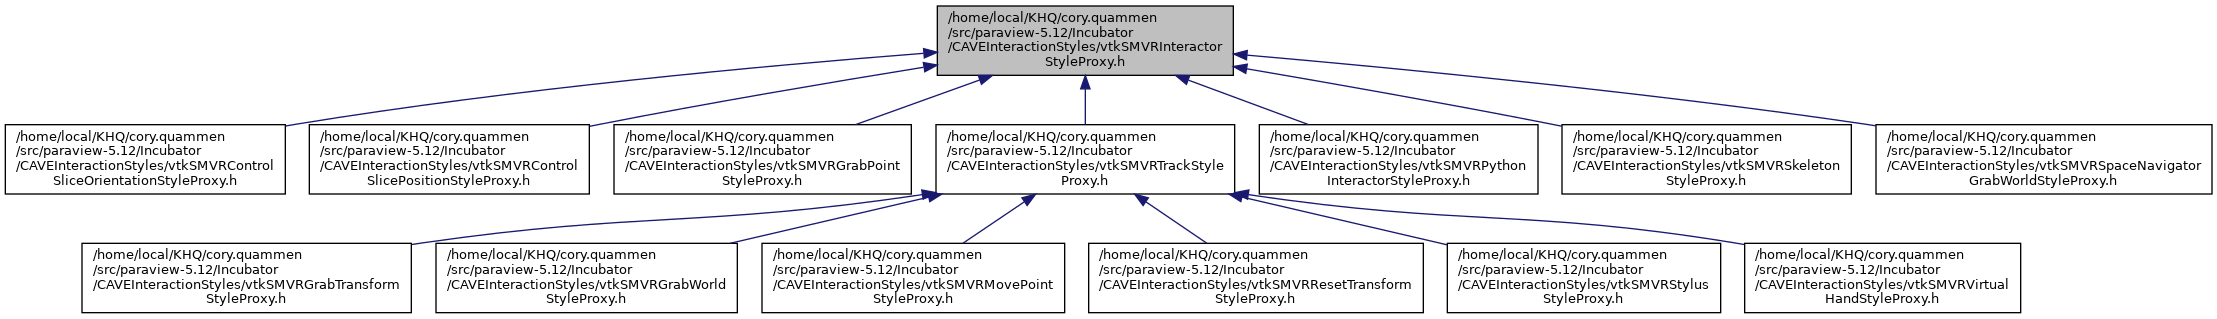 /home/local/KHQ/cory.quammen
/src/paraview-5.12/Incubator
/CAVEInteractionStyles/vtkSMVRInteractor
StyleProxy.h
/home/local/KHQ/cory.quammen
/src/paraview-5.12/Incubator
/CAVEInteractionStyles/vtkSMVRControl
SliceOrientationStyleProxy.h
/home/local/KHQ/cory.quammen
/src/paraview-5.12/Incubator
/CAVEInteractionStyles/vtkSMVRControl
SlicePositionStyleProxy.h
/home/local/KHQ/cory.quammen
/src/paraview-5.12/Incubator
/CAVEInteractionStyles/vtkSMVRGrabPoint
StyleProxy.h
/home/local/KHQ/cory.quammen
/src/paraview-5.12/Incubator
/CAVEInteractionStyles/vtkSMVRTrackStyle
Proxy.h
/home/local/KHQ/cory.quammen
/src/paraview-5.12/Incubator
/CAVEInteractionStyles/vtkSMVRPython
InteractorStyleProxy.h
/home/local/KHQ/cory.quammen
/src/paraview-5.12/Incubator
/CAVEInteractionStyles/vtkSMVRSkeleton
StyleProxy.h
/home/local/KHQ/cory.quammen
/src/paraview-5.12/Incubator
/CAVEInteractionStyles/vtkSMVRSpaceNavigator
GrabWorldStyleProxy.h
/home/local/KHQ/cory.quammen
/src/paraview-5.12/Incubator
/CAVEInteractionStyles/vtkSMVRGrabTransform
StyleProxy.h
/home/local/KHQ/cory.quammen
/src/paraview-5.12/Incubator
/CAVEInteractionStyles/vtkSMVRGrabWorld
StyleProxy.h
/home/local/KHQ/cory.quammen
/src/paraview-5.12/Incubator
/CAVEInteractionStyles/vtkSMVRMovePoint
StyleProxy.h
/home/local/KHQ/cory.quammen
/src/paraview-5.12/Incubator
/CAVEInteractionStyles/vtkSMVRResetTransform
StyleProxy.h
/home/local/KHQ/cory.quammen
/src/paraview-5.12/Incubator
/CAVEInteractionStyles/vtkSMVRStylus
StyleProxy.h
/home/local/KHQ/cory.quammen
/src/paraview-5.12/Incubator
/CAVEInteractionStyles/vtkSMVRVirtual
HandStyleProxy.h